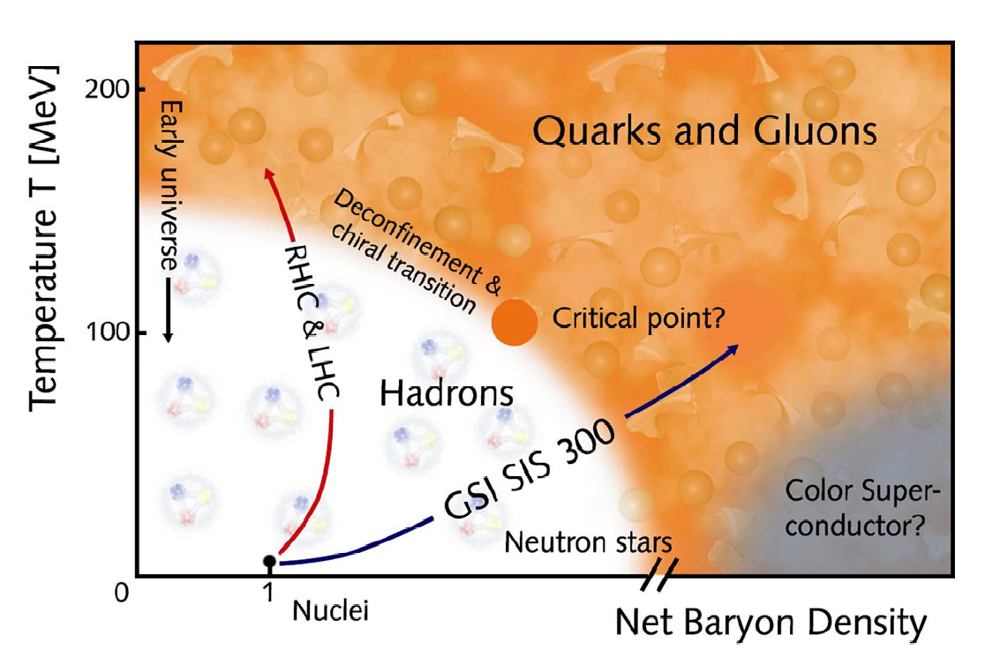 Temperature T [MeV]
200
100
0
Early universe
Quarks and Gluons
Deconfinement &
chiral transition
RHIC & LHC
Critical point?
Hadrons
GSI SIS 300
Color Super-
conductor?
Neutron stars
1
Nuclei
Net Baryon Density